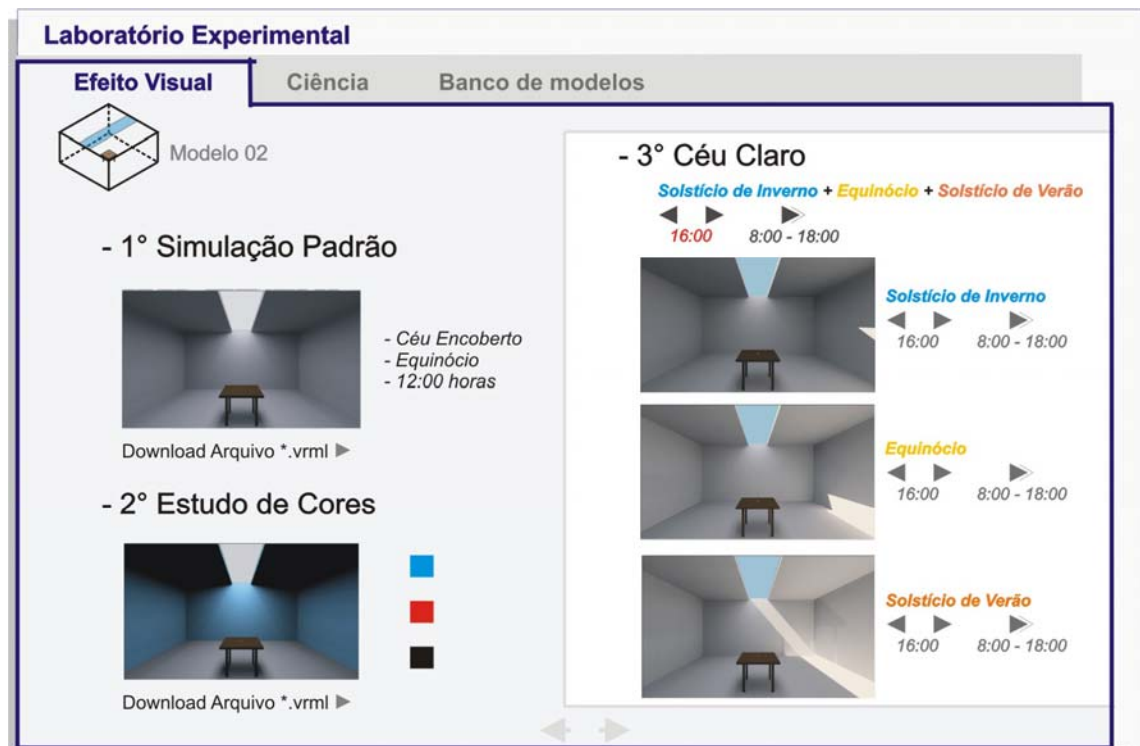 Laboratório Experimental
Efeito Visual
Ciência
Banco de modelos
Modelo 02
- 1° Simulação Padrão
- Céu Encoberto
- Equinócio
- 12:00 horas
Download Arquivo *.vrml
- 2° Estudo de Cores
Download Arquivo *.vrml
- 3° Céu Claro
Solstício de Inverno + Equinócio + Solstício de Verão
16:00 8:00 - 18:00
Solstício de Inverno
16:00 8:00 - 18:00
Equinócio
16:00 8:00 - 18:00
Solstício de Verão
16:00 8:00 - 18:00